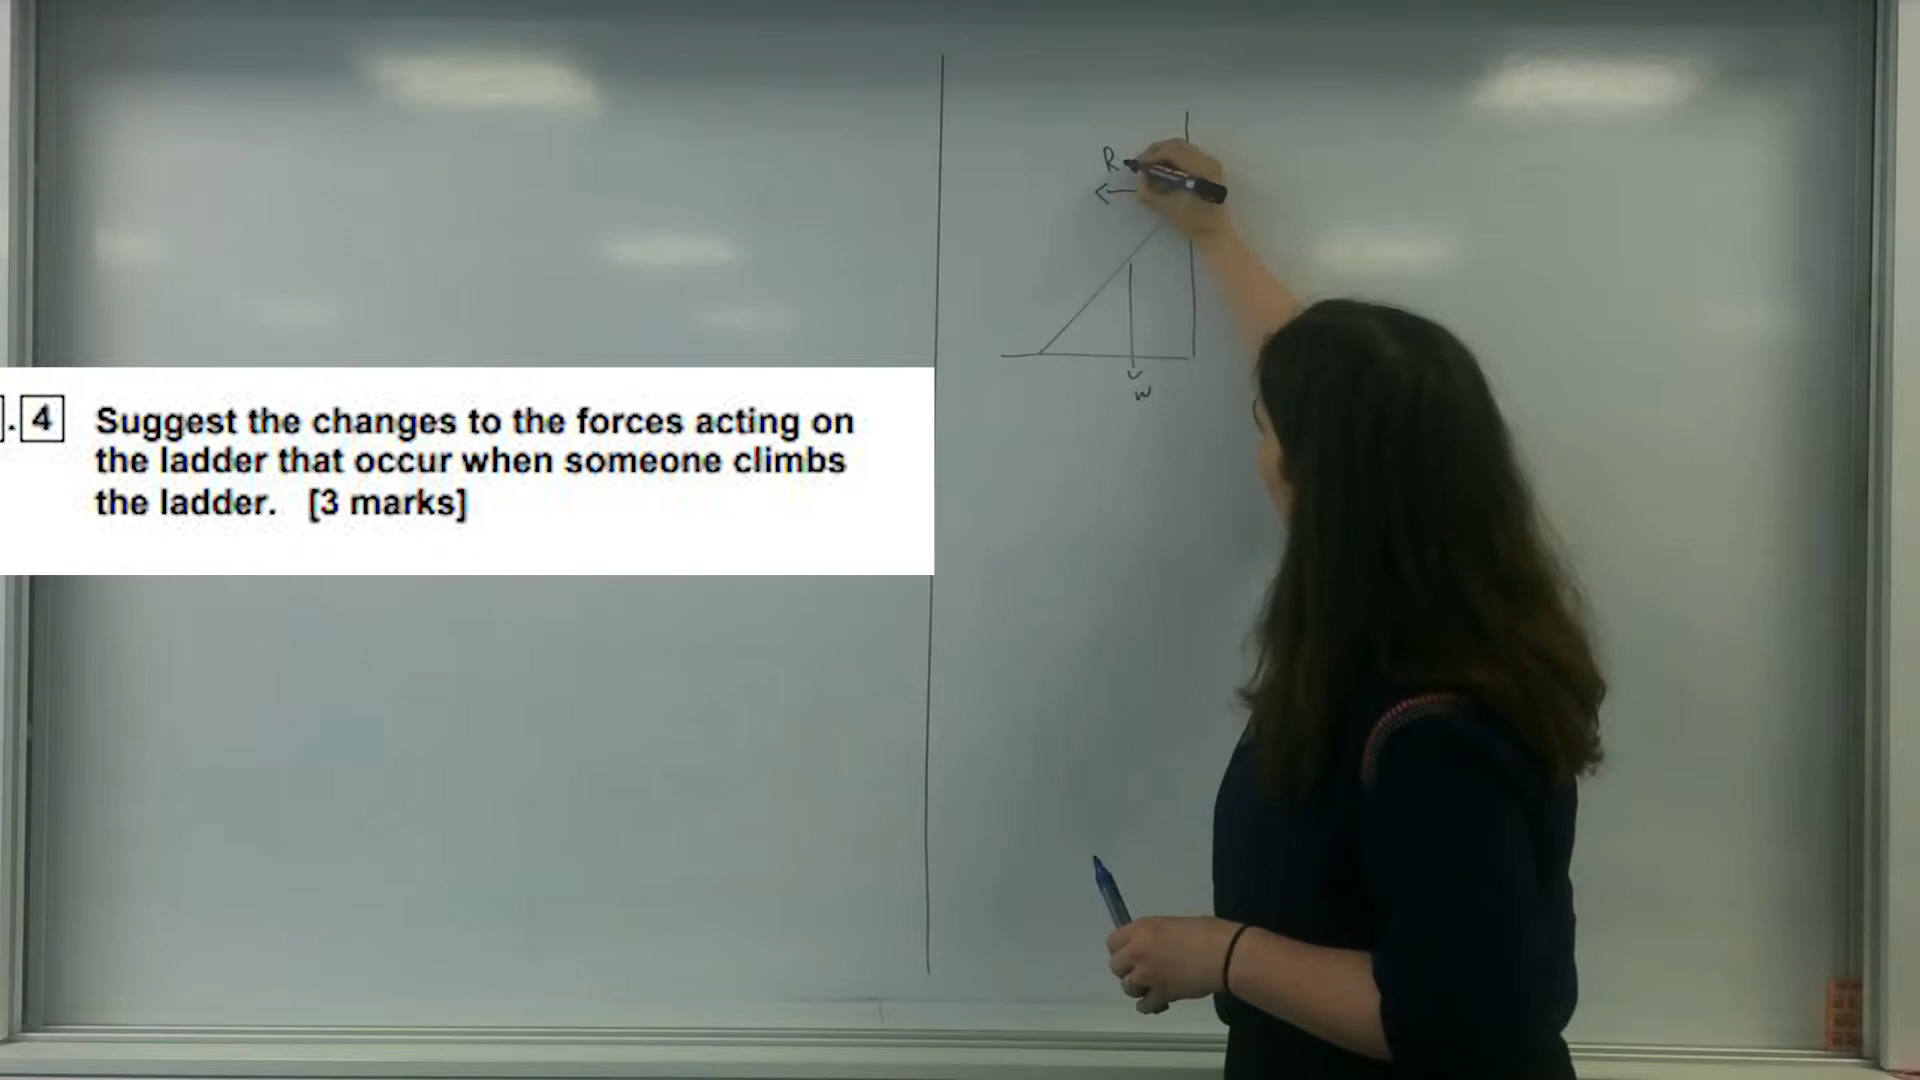 ].4 Suggest the changes to the forces acting on
the ladder that occur when someone climbs
the ladder. [3 marks]
R
W